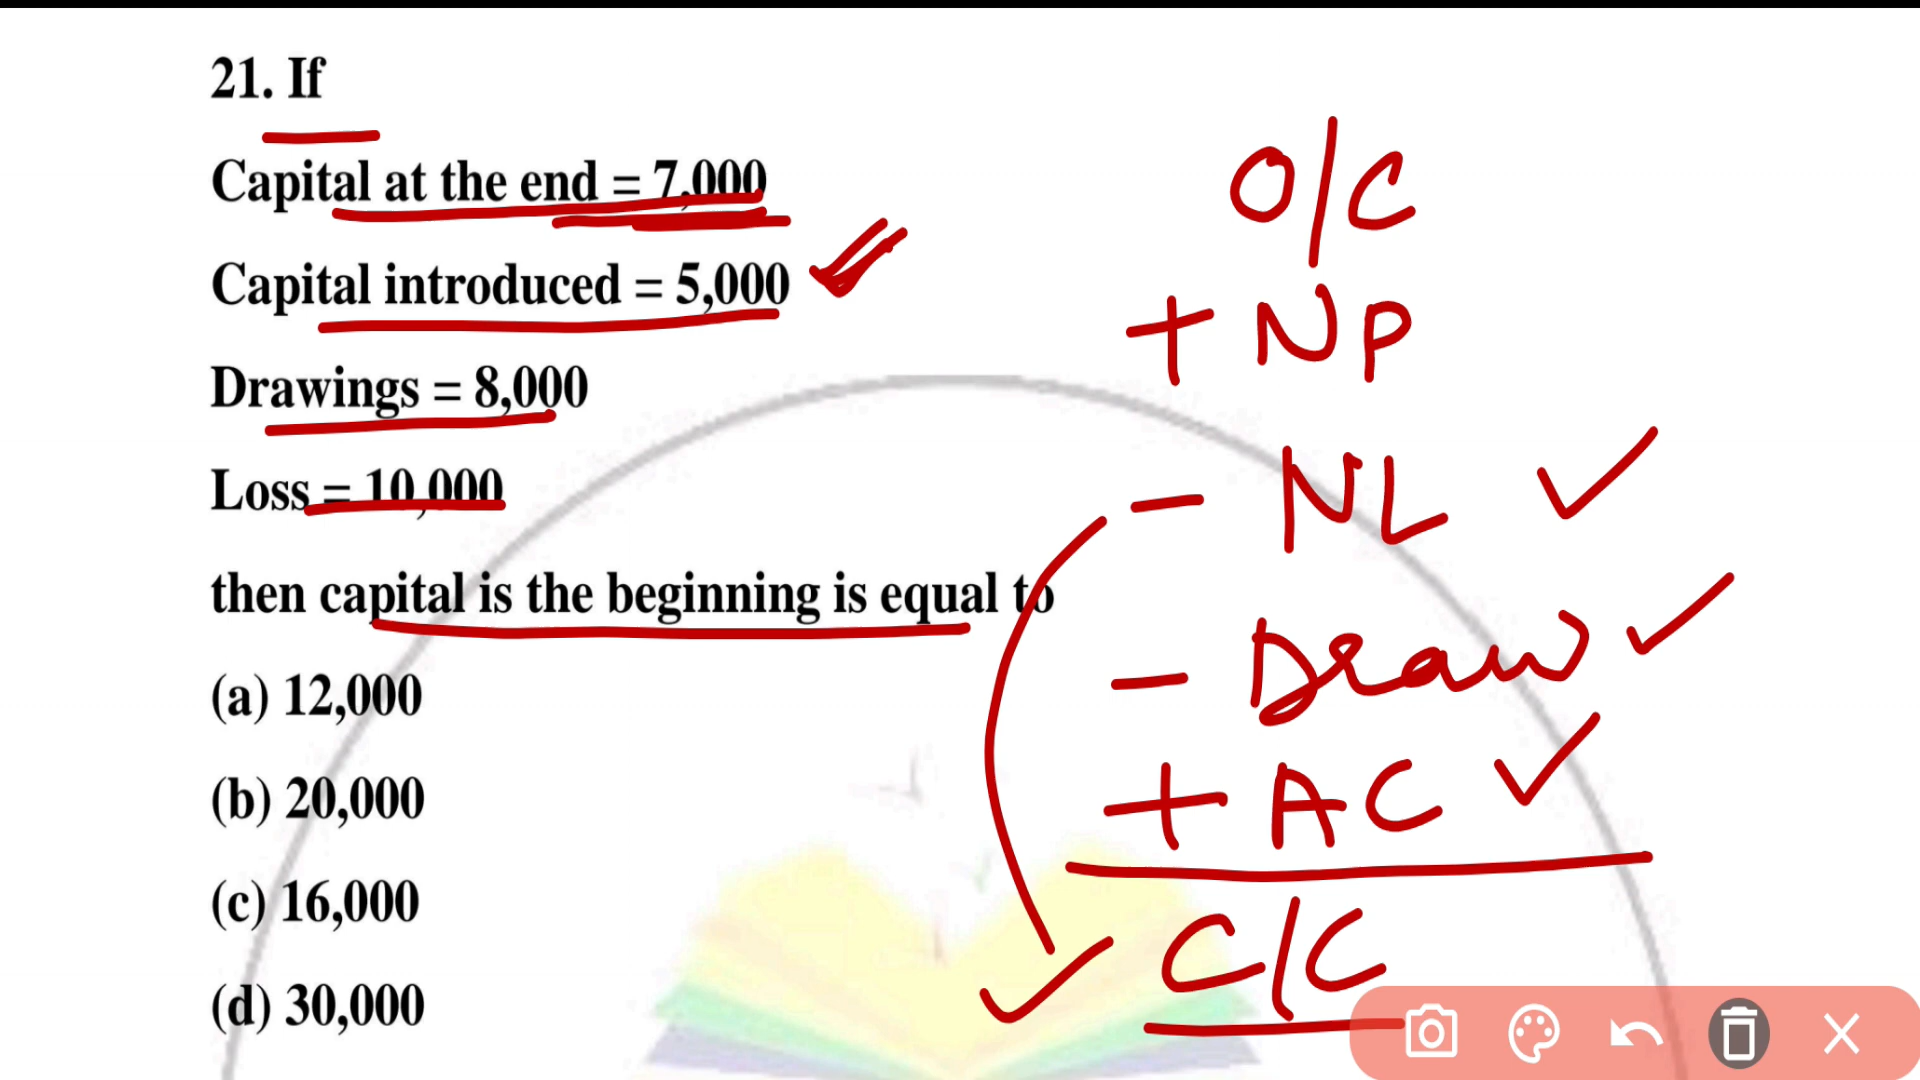 21. If
Capital at the end = 7,000
Capital introduced = 5,000
Drawings = 8,000
Loss = 10,000
then capital is the beginning is equal to
(a) 12,000
(b) 20,000
(c) 16,000
(d) 30,000
O/C
+ NP
- NL
- Draw
+ AC
C/C